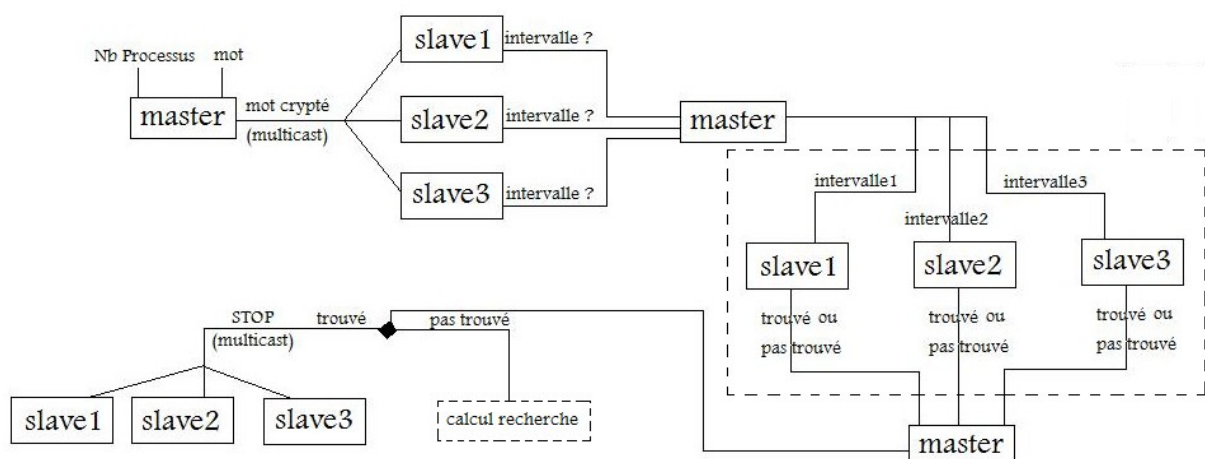 Nb Processus
mot
master
mot crypté
(multicast)
slave1
intervalle ?
slave2
intervalle ?
slave3
intervalle ?
master
intervalle1
intervalle2
intervalle3
slave1
slave2
slave3
trouvé ou
pas trouvé
trouvé ou
pas trouvé
trouvé ou
pas trouvé
master
STOP
(multicast)
trouvé
pas trouvé
slave1
slave2
slave3
calcul recherche